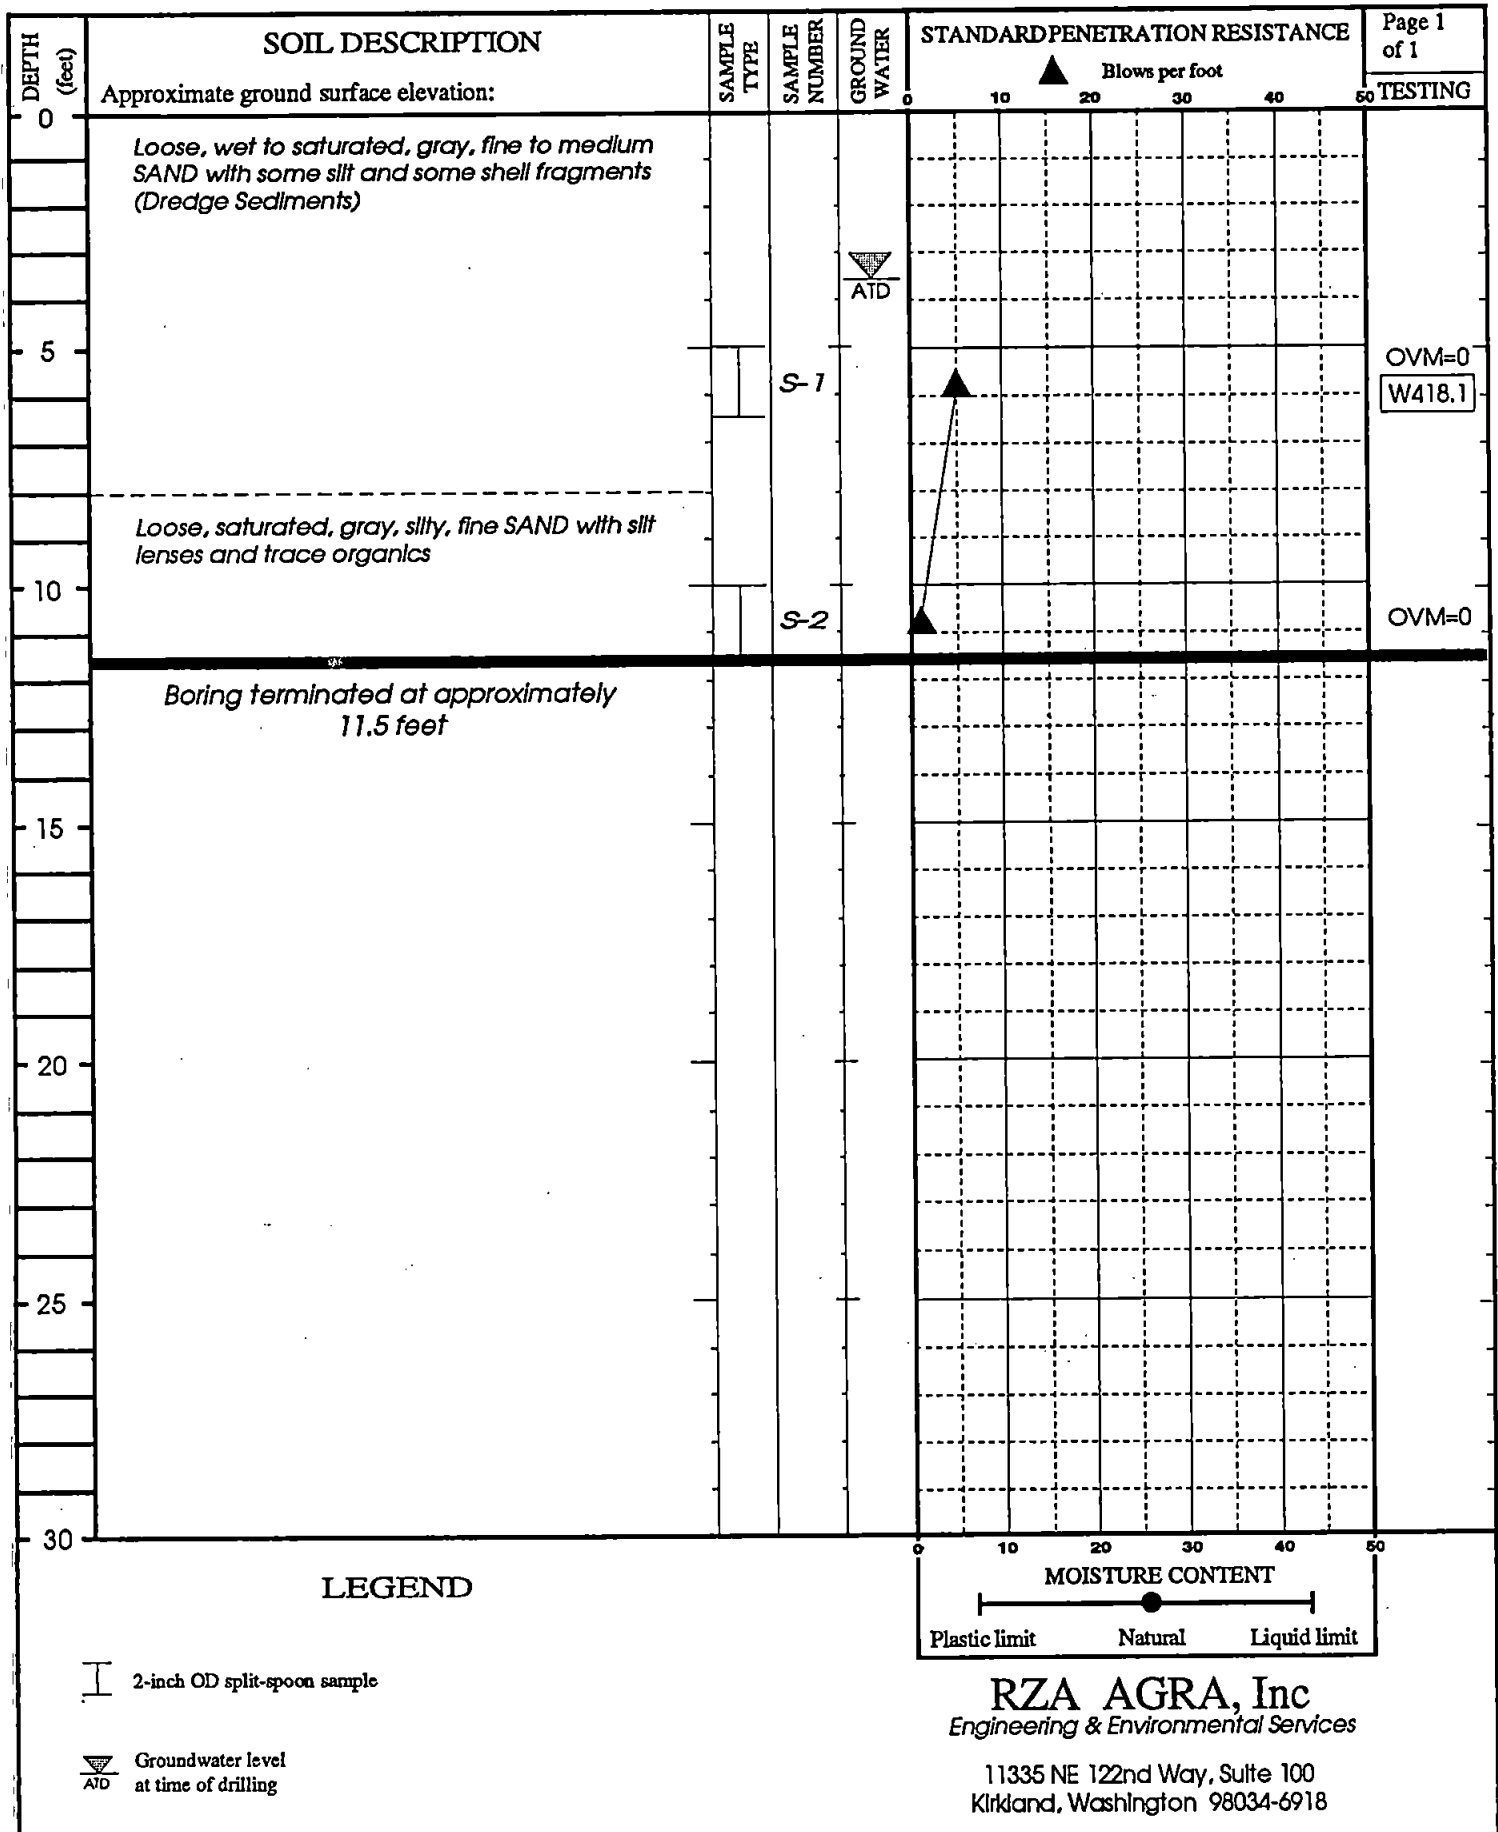 DEPTH
(feet)
SOIL DESCRIPTION
Approximate ground surface elevation:
SAMPLE
TYPE
SAMPLE
NUMBER
GROUND
WATER
STANDARD PENETRATION RESISTANCE
Blows per foot
0 10 20 30 40 50
Page 1
of 1
TESTING
0
Loose, wet to saturated, gray, fine to medium
SAND with some silt and some shell fragments
(Dredge Sediments)
ATD
5
S-1
OVM=0
W418.1
Loose, saturated, gray, silty, fine SAND with silt
lenses and trace organics
10
S-2
OVM=0
Boring terminated at approximately
11.5 feet
15
20
25
30
0 10 20 30 40 50
MOISTURE CONTENT
Plastic limit Natural Liquid limit
LEGEND
2-inch OD split-spoon sample
ATD
Groundwater level
at time of drilling
RZA AGRA, Inc
Engineering & Environmental Services
11335 NE 122nd Way, Suite 100
Kirkland, Washington 98034-6918